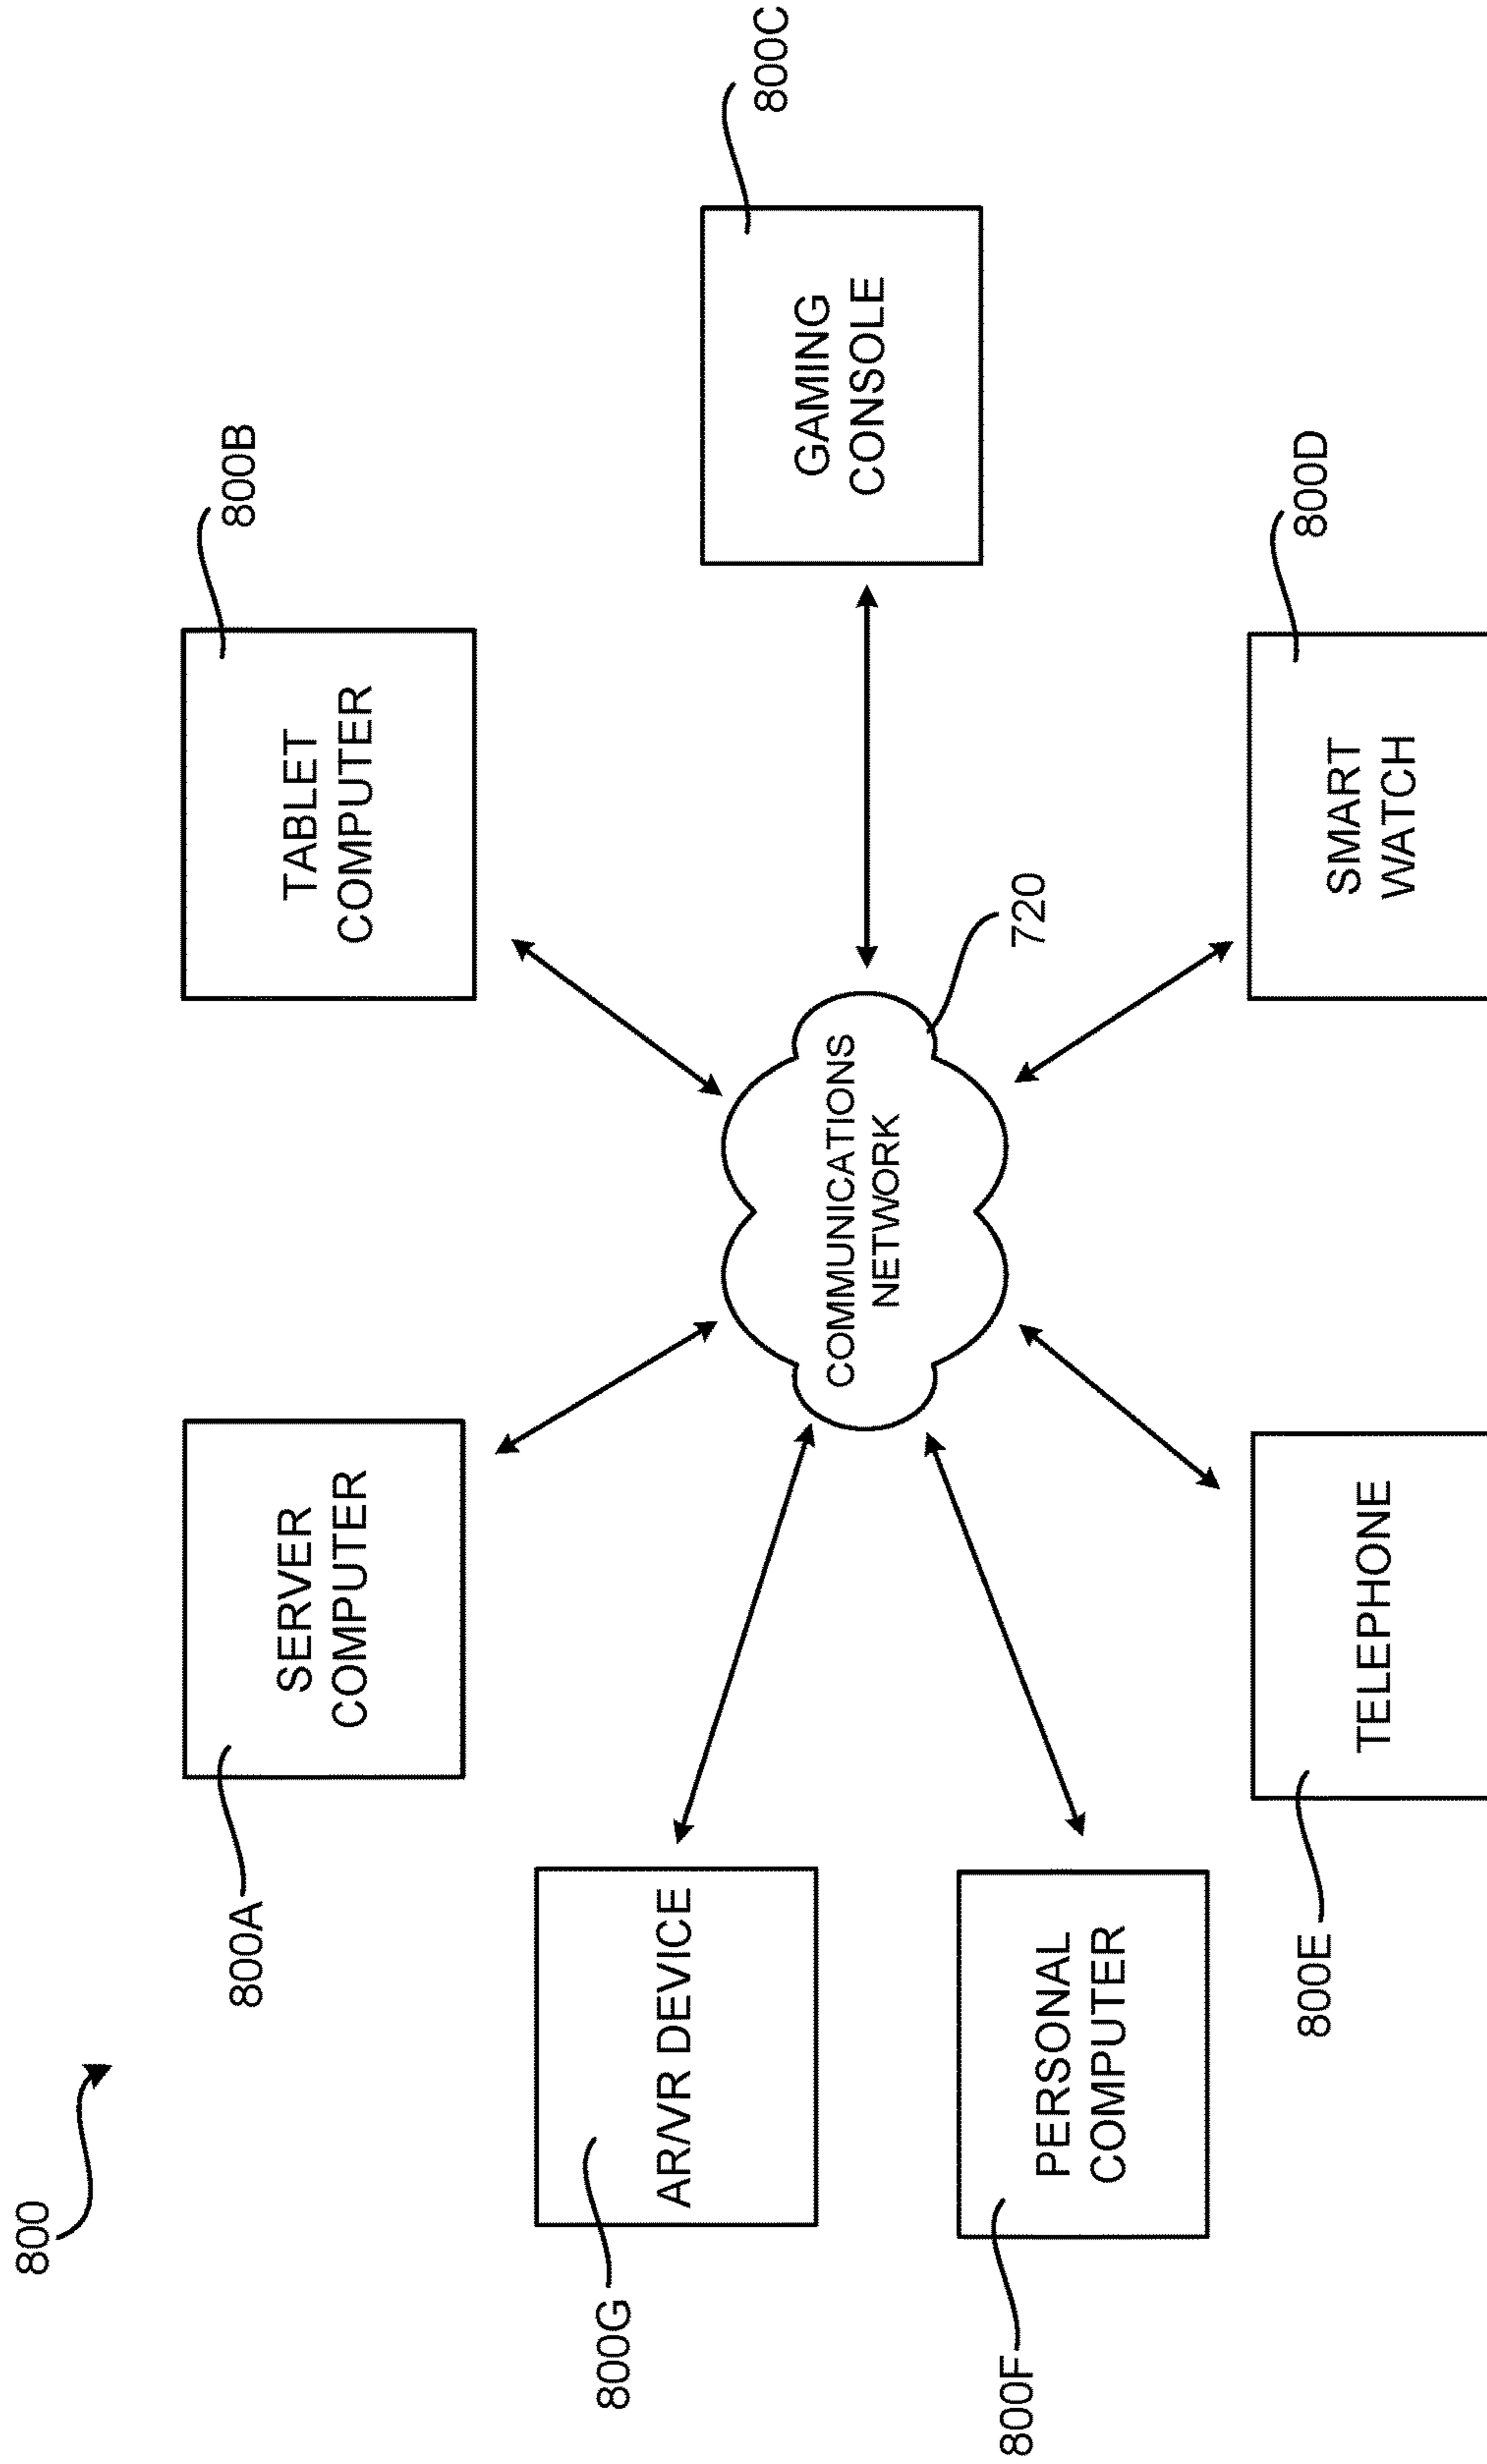 800
800A
SERVER
COMPUTER
TABLET
COMPUTER
800B
800G
AR/VR DEVICE
COMMUNICATIONS
NETWORK
720
GAMING
CONSOLE
800C
800F
PERSONAL
COMPUTER
800E
TELEPHONE
SMART
WATCH
800D